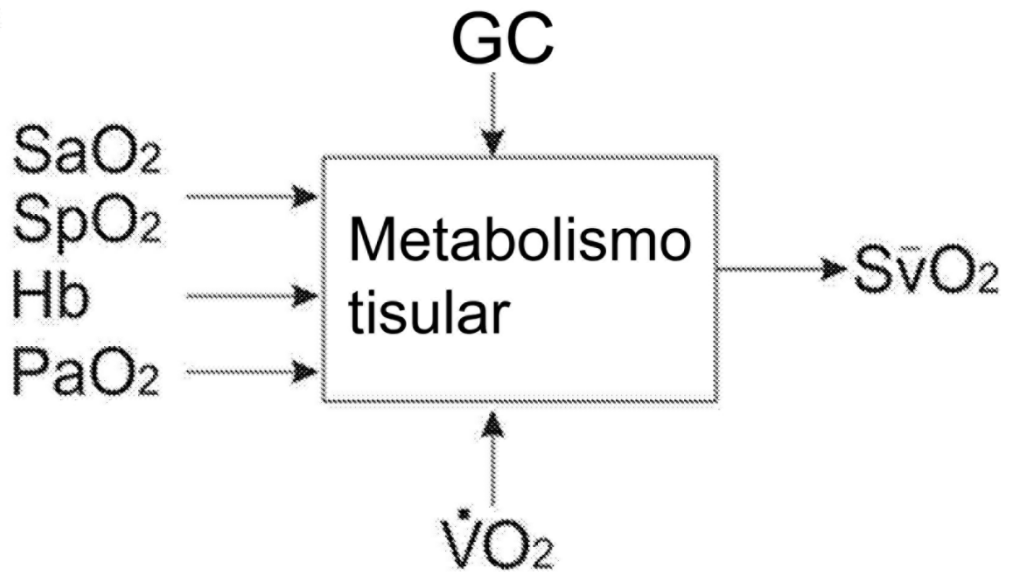 GC
SaO₂
SpO₂
Hb
PaO₂
Metabolismo
tisular
Sv̄O₂
V̇O₂